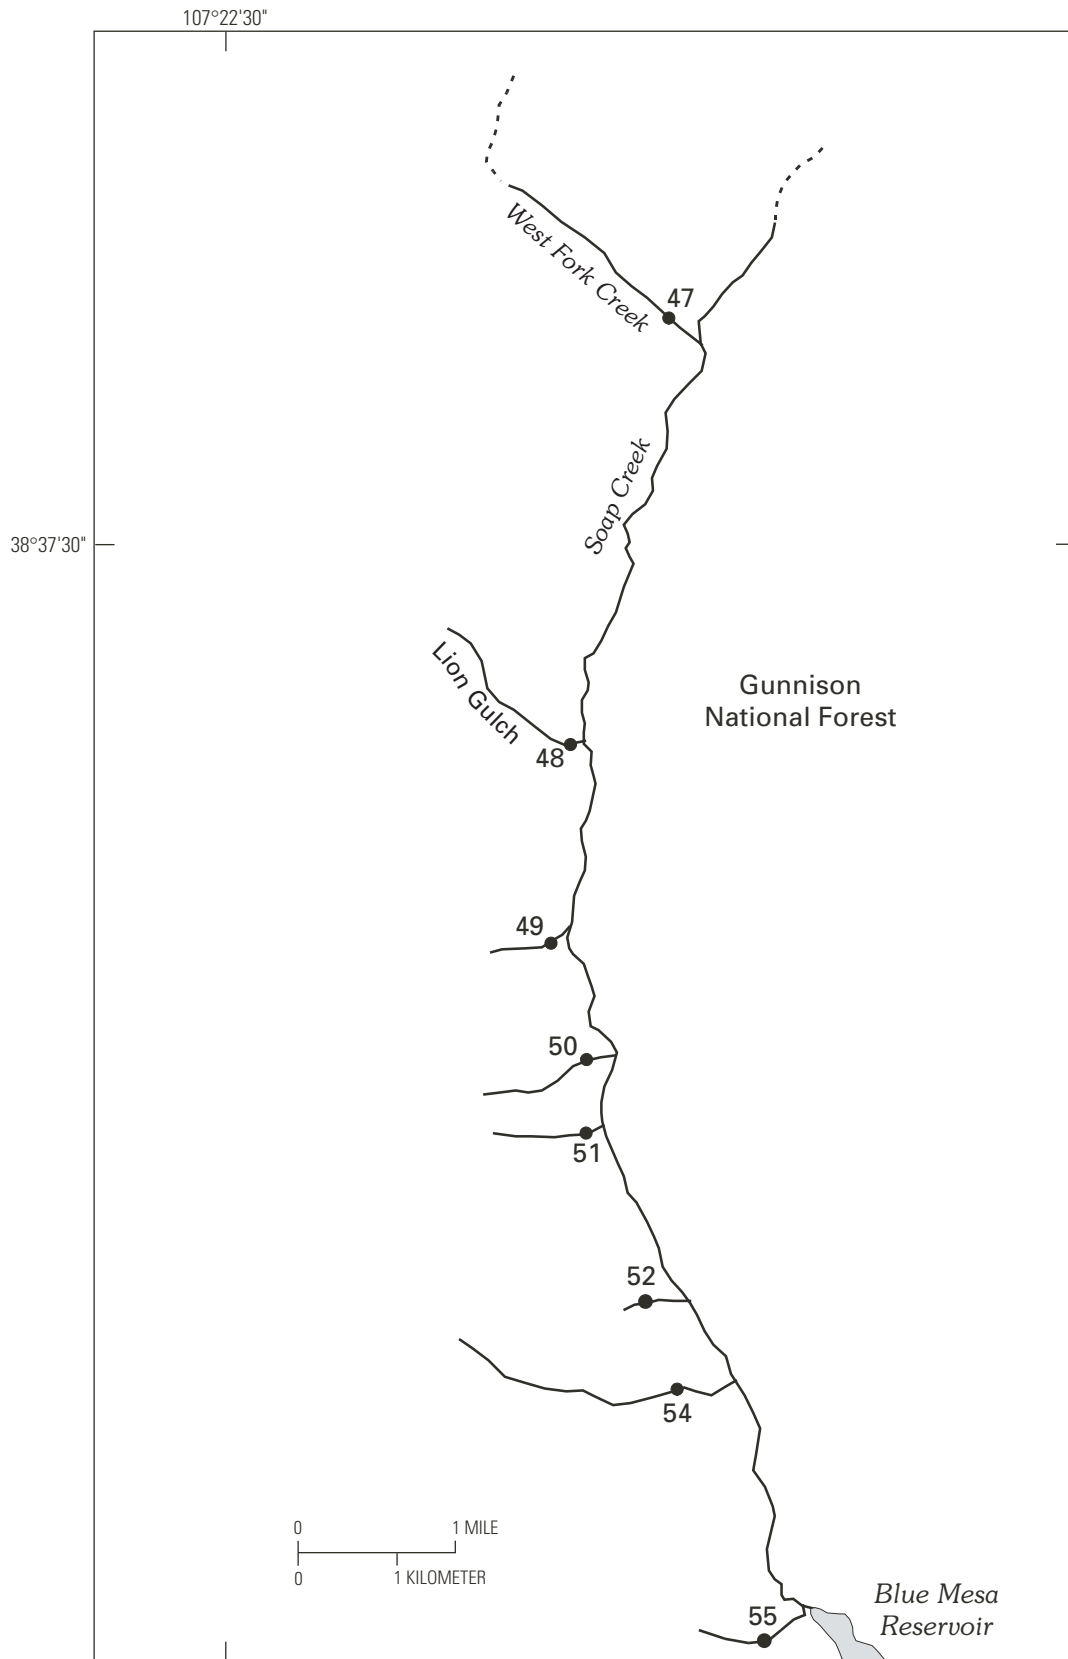 107°22'30"
West Fork Creek
47
Soap Creek
38°37'30"
Lion Gulch
Gunnison
National Forest
48
49
50
51
52
54
0 1 MILE
0 1 KILOMETER
Blue Mesa
Reservoir
55